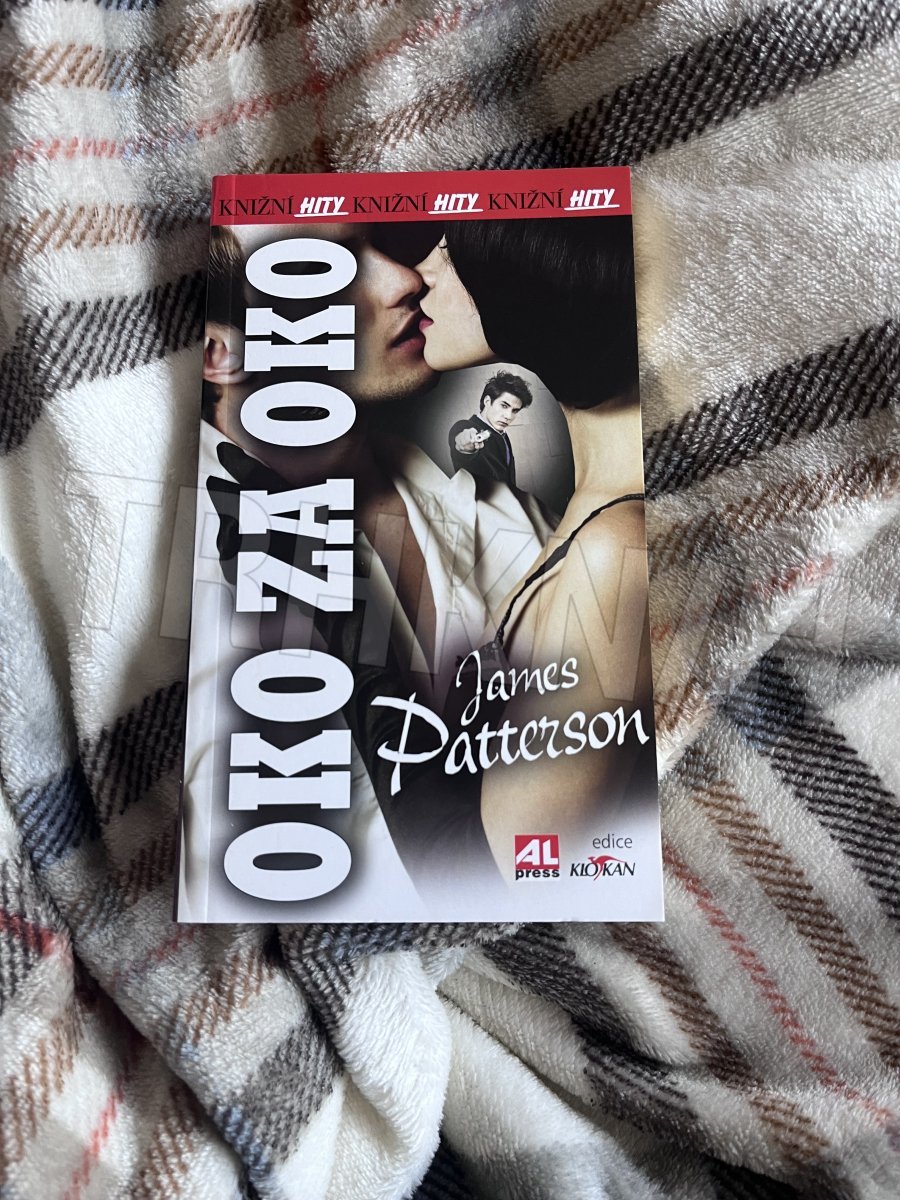 KNIŽNÍ HITY KNIŽNÍ HITY KNIŽNÍ HITY
OKO ZA OKO
James
Patterson
AL
press
edice
KLOKAN